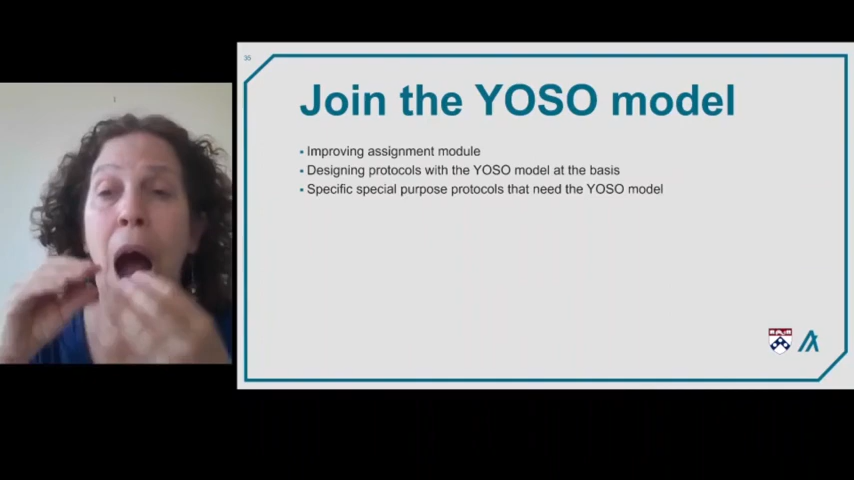 35
Join the YOSO model
Improving assignment module
Designing protocols with the YOSO model at the basis
Specific special purpose protocols that need the YOSO model